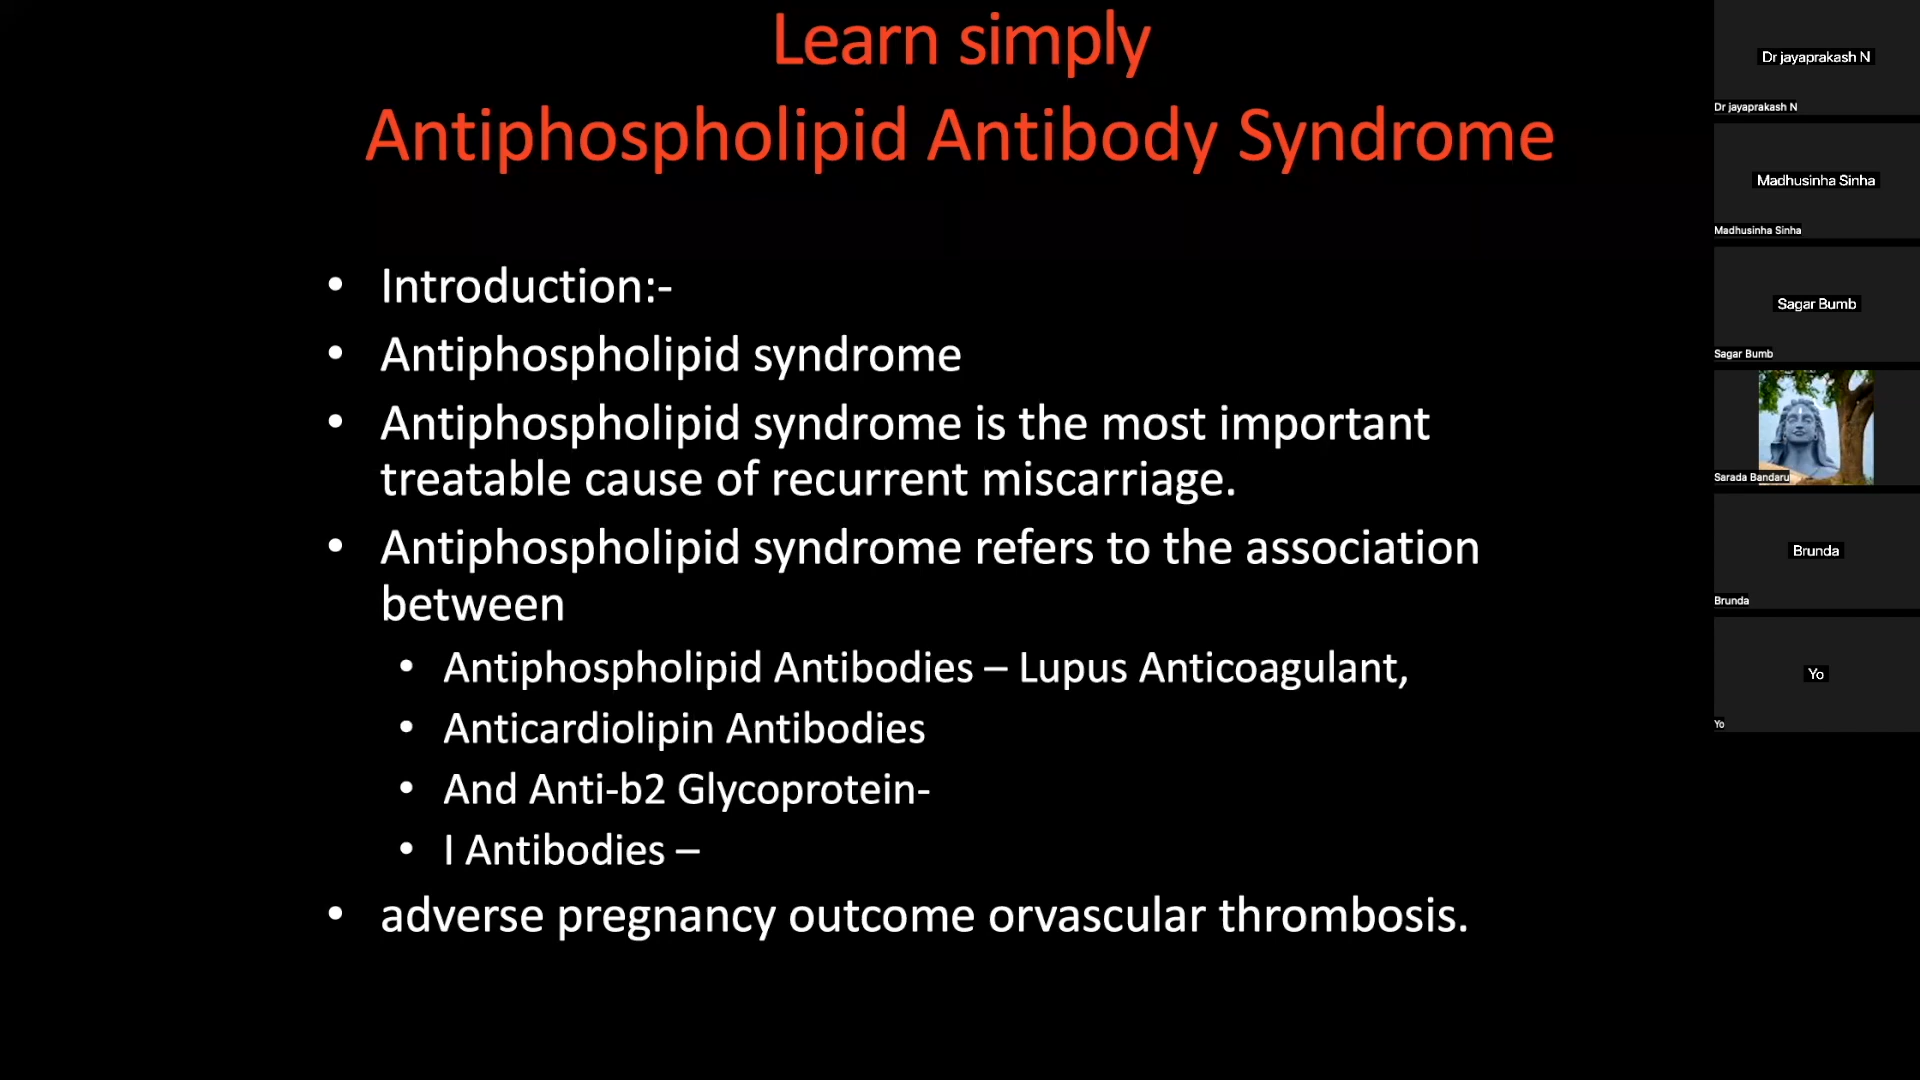 Learn simply
Antiphospholipid Antibody Syndrome
• Introduction:-
• Antiphospholipid syndrome
• Antiphospholipid syndrome is the most important
treatable cause of recurrent miscarriage.
• Antiphospholipid syndrome refers to the association
between
• Antiphospholipid Antibodies – Lupus Anticoagulant,
• Anticardiolipin Antibodies
• And Anti-b2 Glycoprotein-
• I Antibodies –
• adverse pregnancy outcome orvascular thrombosis.
Dr jayaprakash N
Dr jayaprakash N
Madhusinha Sinha
Madhusinha Sinha
Sagar Bumb
Sagar Bumb
Sarada Bandaru
Brunda
Brunda
Yo
Yo